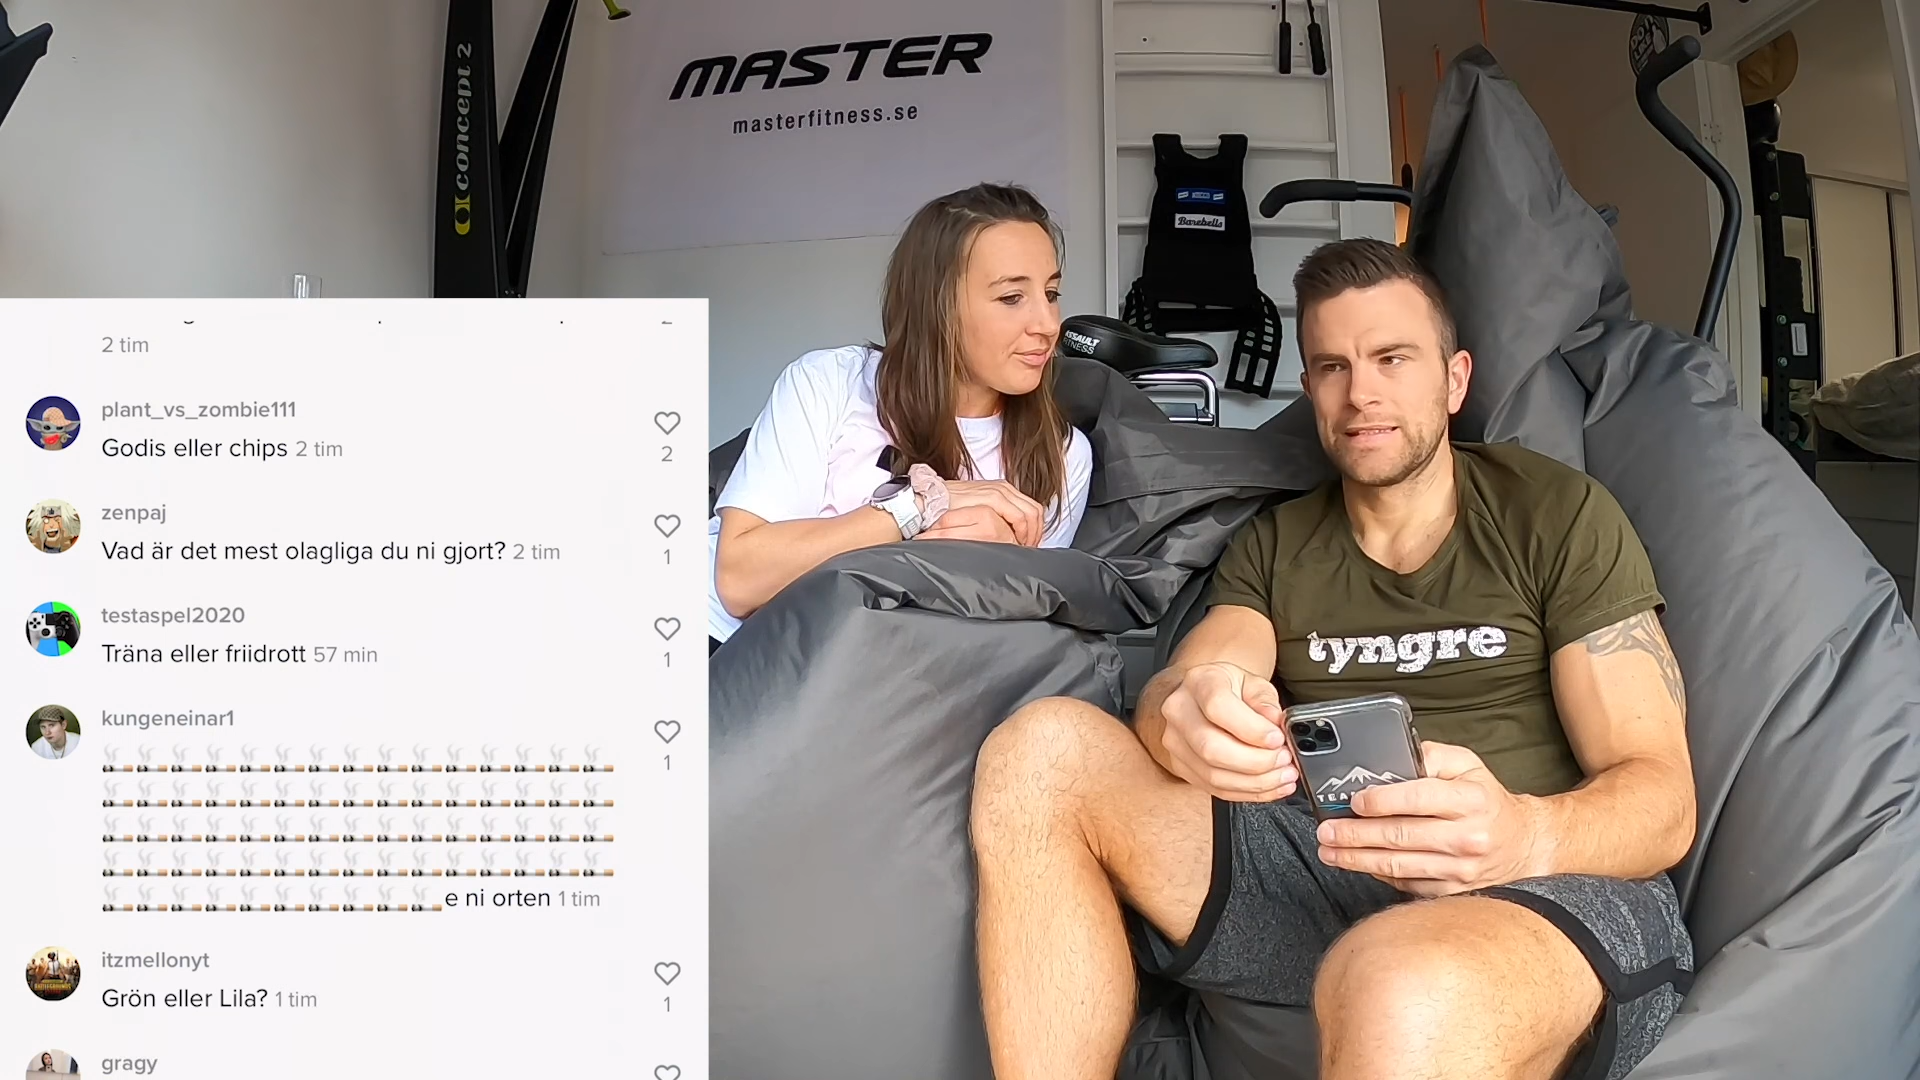 concept 2
MASTER
masterfitness.se
Barebells
ASSAULT
FITNESS
tyngre
2 tim
plant_vs_zombie111
Godis eller chips 2 tim
2
zenpaj
Vad är det mest olagliga du ni gjort? 2 tim
1
testaspel2020
Träna eller friidrott 57 min
1
kungeneinar1
1
e ni orten 1 tim
itzmellonyt
Grön eller Lila? 1 tim
1
gragy